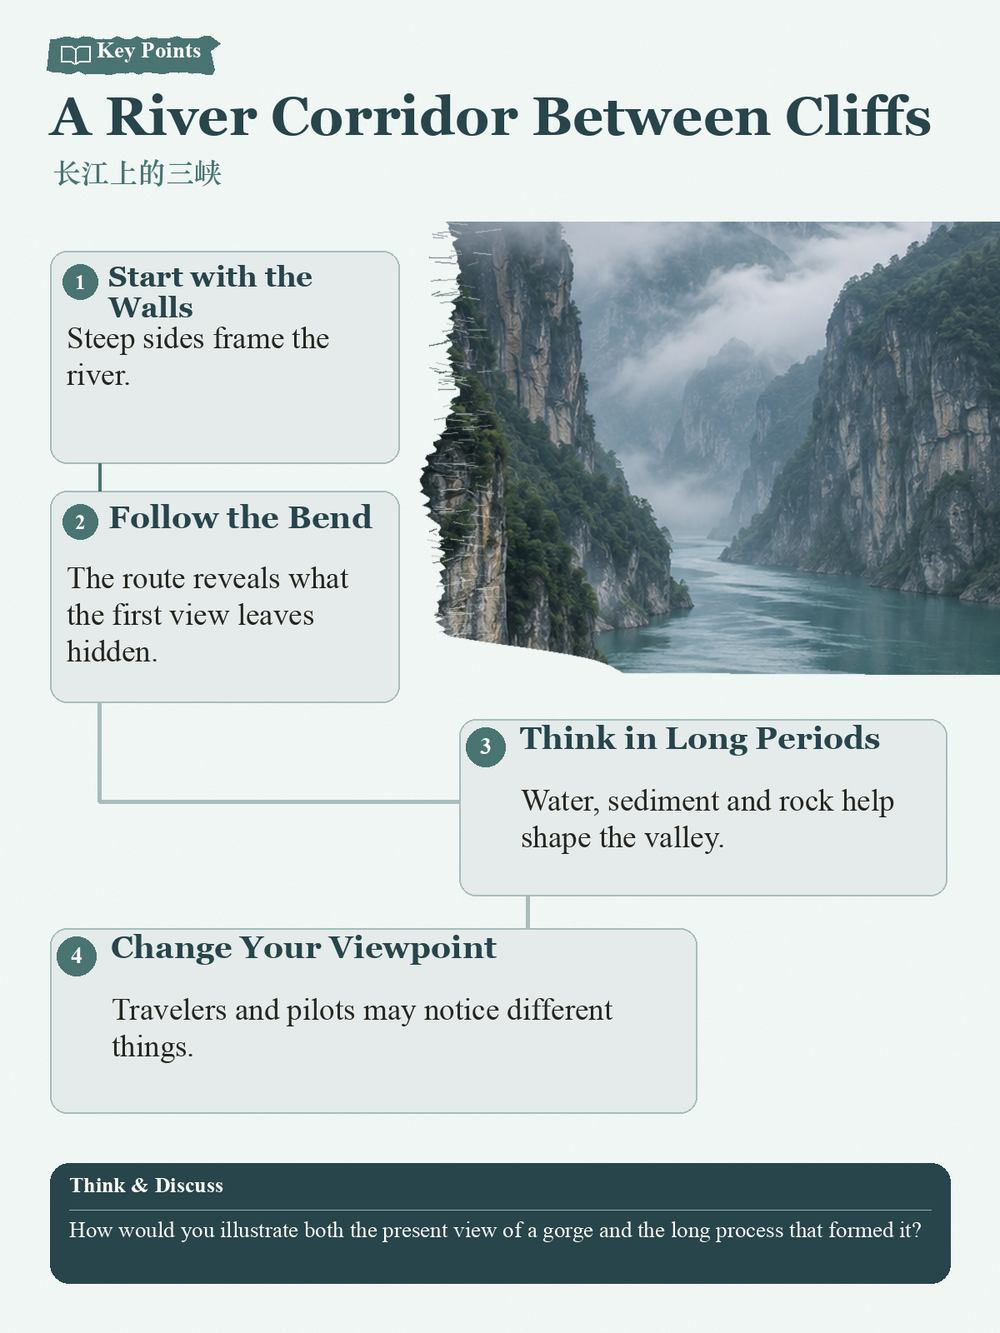 Key Points
A River Corridor Between Cliffs
长江上的三峡
1 Start with the
Walls
Steep sides frame the
river.
2 Follow the Bend
The route reveals what
the first view leaves
hidden.
3 Think in Long Periods
Water, sediment and rock help
shape the valley.
4 Change Your Viewpoint
Travelers and pilots may notice different
things.
Think & Discuss
How would you illustrate both the present view of a gorge and the long process that formed it?